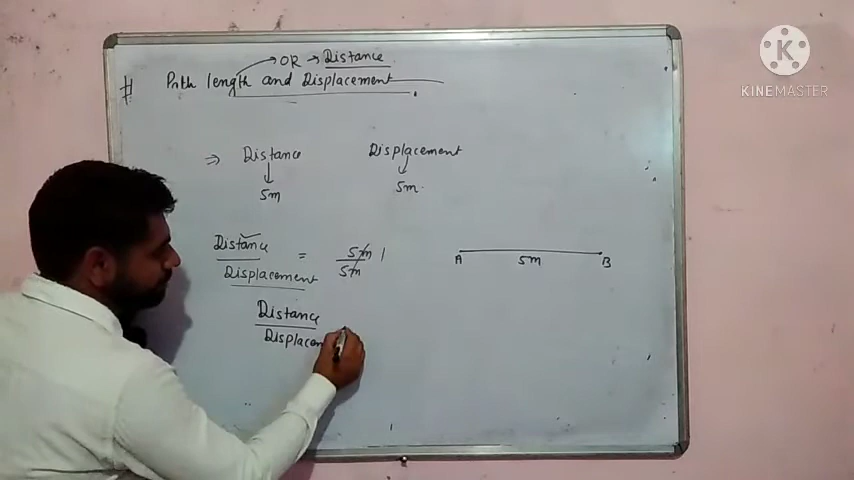 OR → Distance
# Path length and Displacement
⇒ Distance Displacement
↓ ↓
5m 5m.
Distance = 5m 1
Displacement 5m
A 5m B
Distance
Displacem
K
KINEMASTER